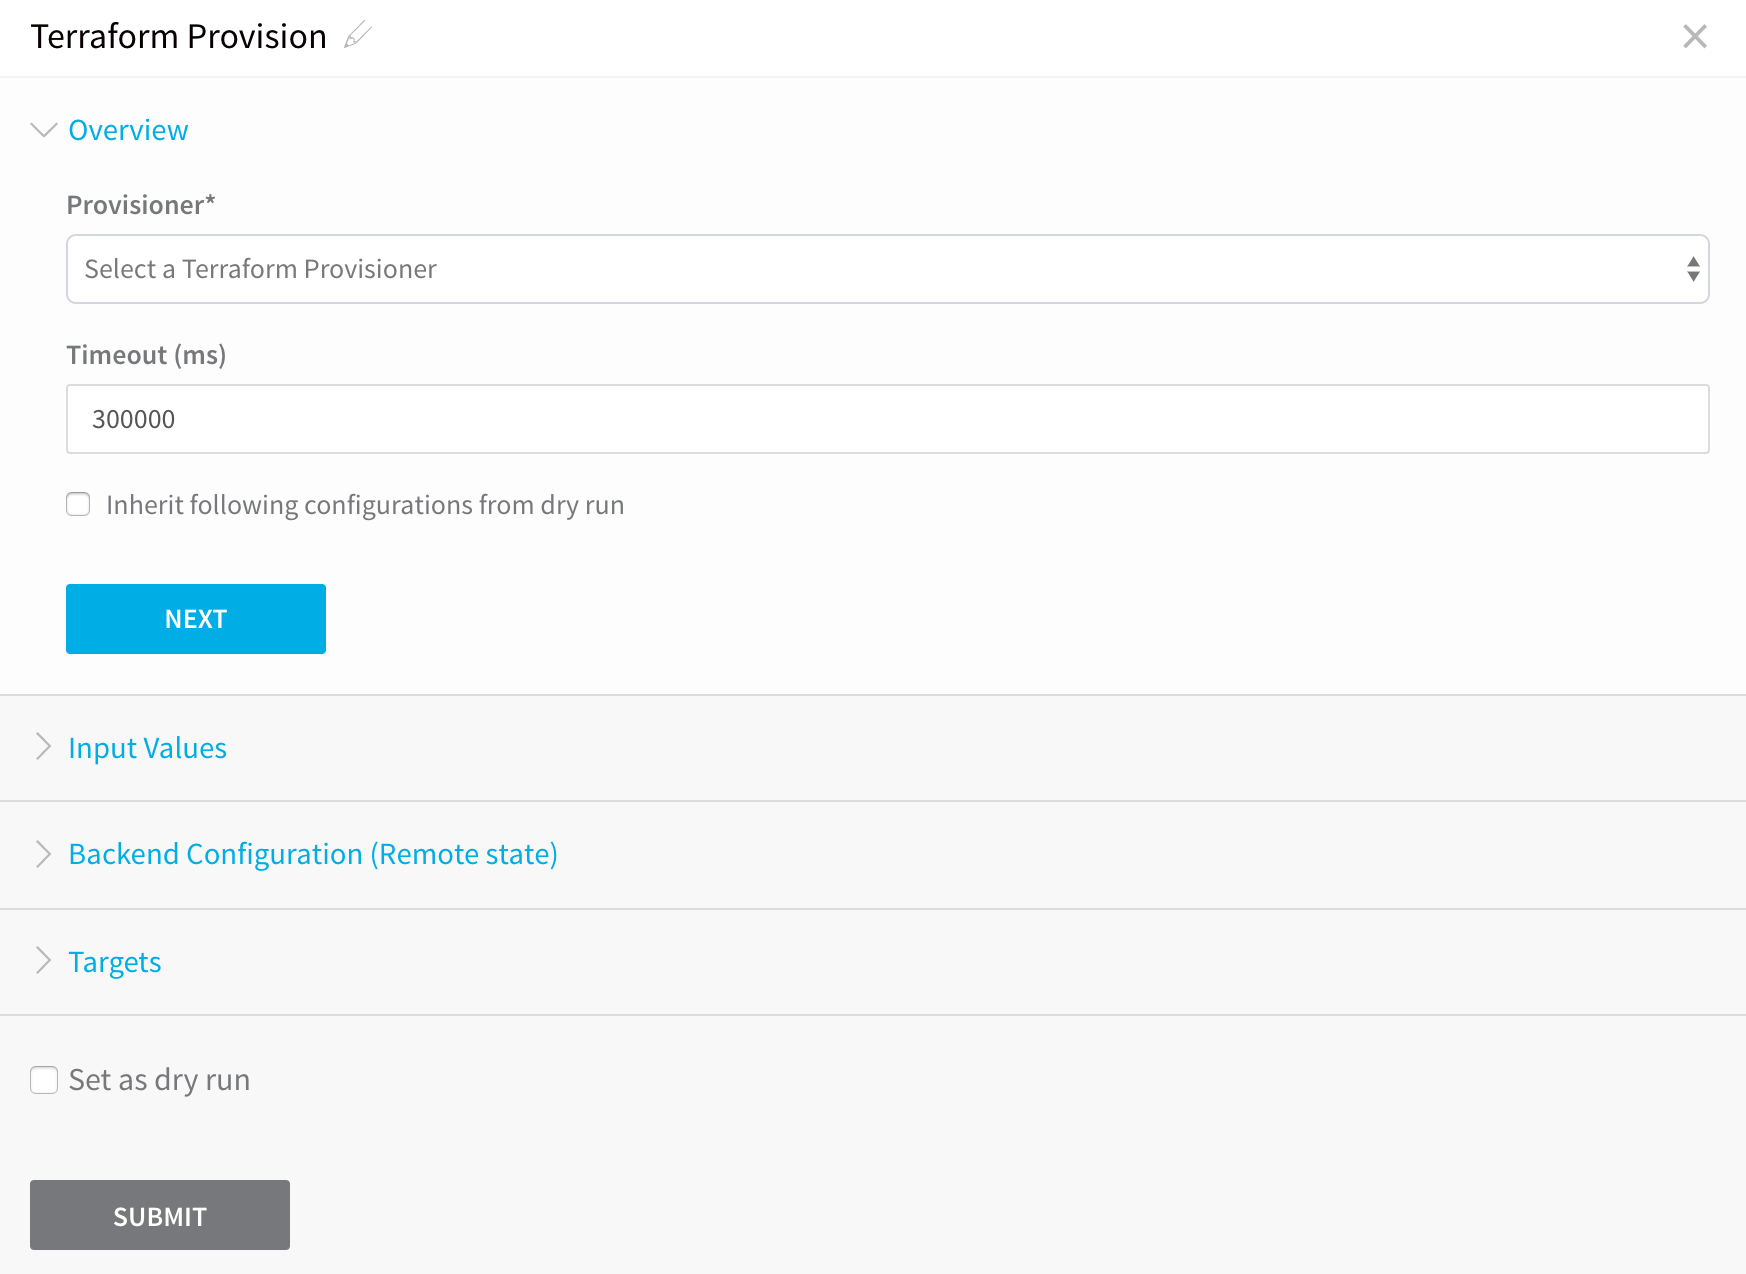 Terraform Provision
Overview
Provisioner*
Select a Terraform Provisioner
Timeout (ms)
300000
Inherit following configurations from dry run
NEXT
Input Values
Backend Configuration (Remote state)
Targets
Set as dry run
SUBMIT